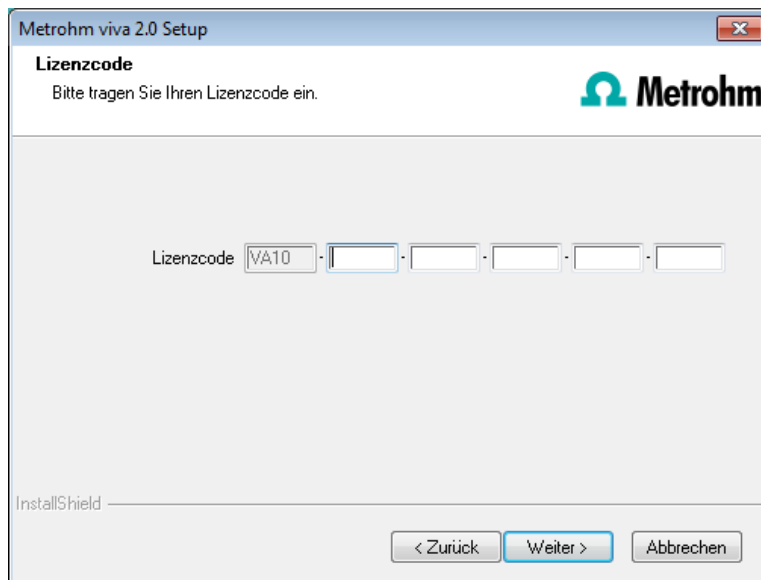 Metrohm viva 2.0 Setup
Lizenzcode
Bitte tragen Sie Ihren Lizenzcode ein.
Metrohm
Lizenzcode VA10 - - - - -
InstallShield
< Zurück Weiter > Abbrechen